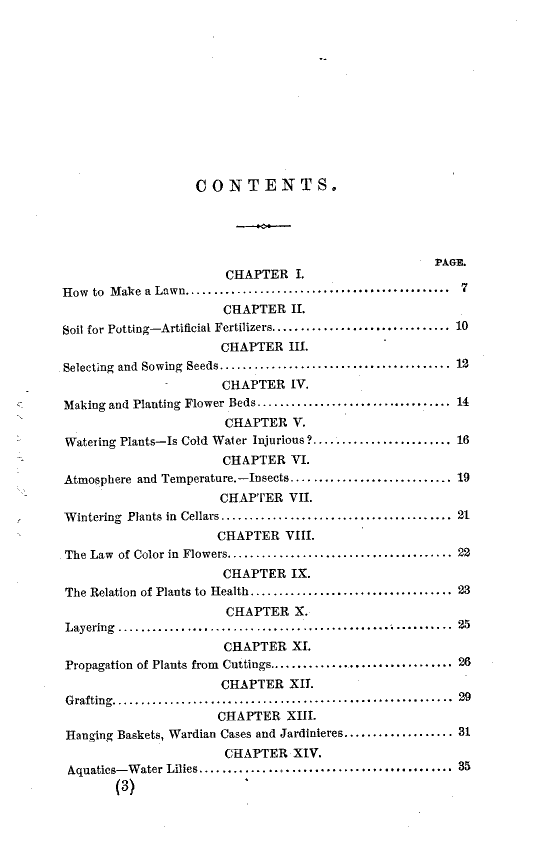 CONTENTS.
PAGE.
CHAPTER I.
How to Make a Lawn.............................................. 7
CHAPTER II.
Soil for Potting—Artificial Fertilizers............................... 10
CHAPTER III.
Selecting and Sowing Seeds......................................... 12
CHAPTER IV.
Making and Planting Flower Beds.................................. 14
CHAPTER V.
Watering Plants—Is Cold Water Injurious?........................ 16
CHAPTER VI.
Atmosphere and Temperature.—Insects............................ 19
CHAPTER VII.
Wintering Plants in Cellars......................................... 21
CHAPTER VIII.
The Law of Color in Flowers........................................ 22
CHAPTER IX.
The Relation of Plants to Health.................................... 23
CHAPTER X.
Layering ........................................................... 25
CHAPTER XI.
Propagation of Plants from Cuttings................................ 26
CHAPTER XII.
Grafting............................................................ 29
CHAPTER XIII.
Hanging Baskets, Wardian Cases and Jardinieres................... 31
CHAPTER XIV.
Aquatics—Water Lilies............................................. 35
(3)